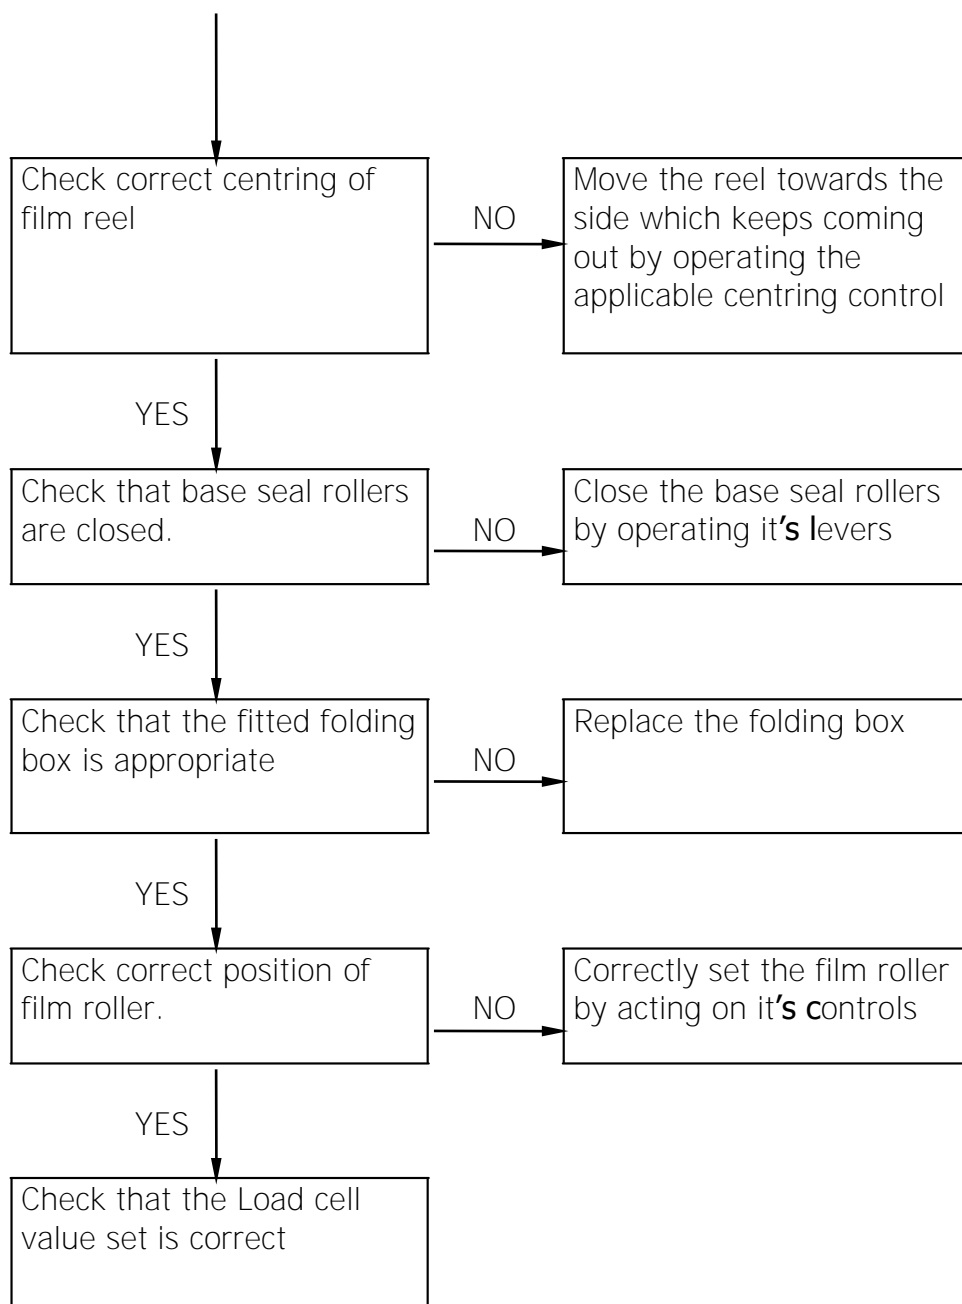 Check correct centring of
film reel
NO
Move the reel towards the
side which keeps coming
out by operating the
applicable centring control
YES
Check that base seal rollers
are closed.
NO
Close the base seal rollers
by operating it's levers
YES
Check that the fitted folding
box is appropriate
NO
Replace the folding box
YES
Check correct position of
film roller.
NO
Correctly set the film roller
by acting on it's controls
YES
Check that the Load cell
value set is correct